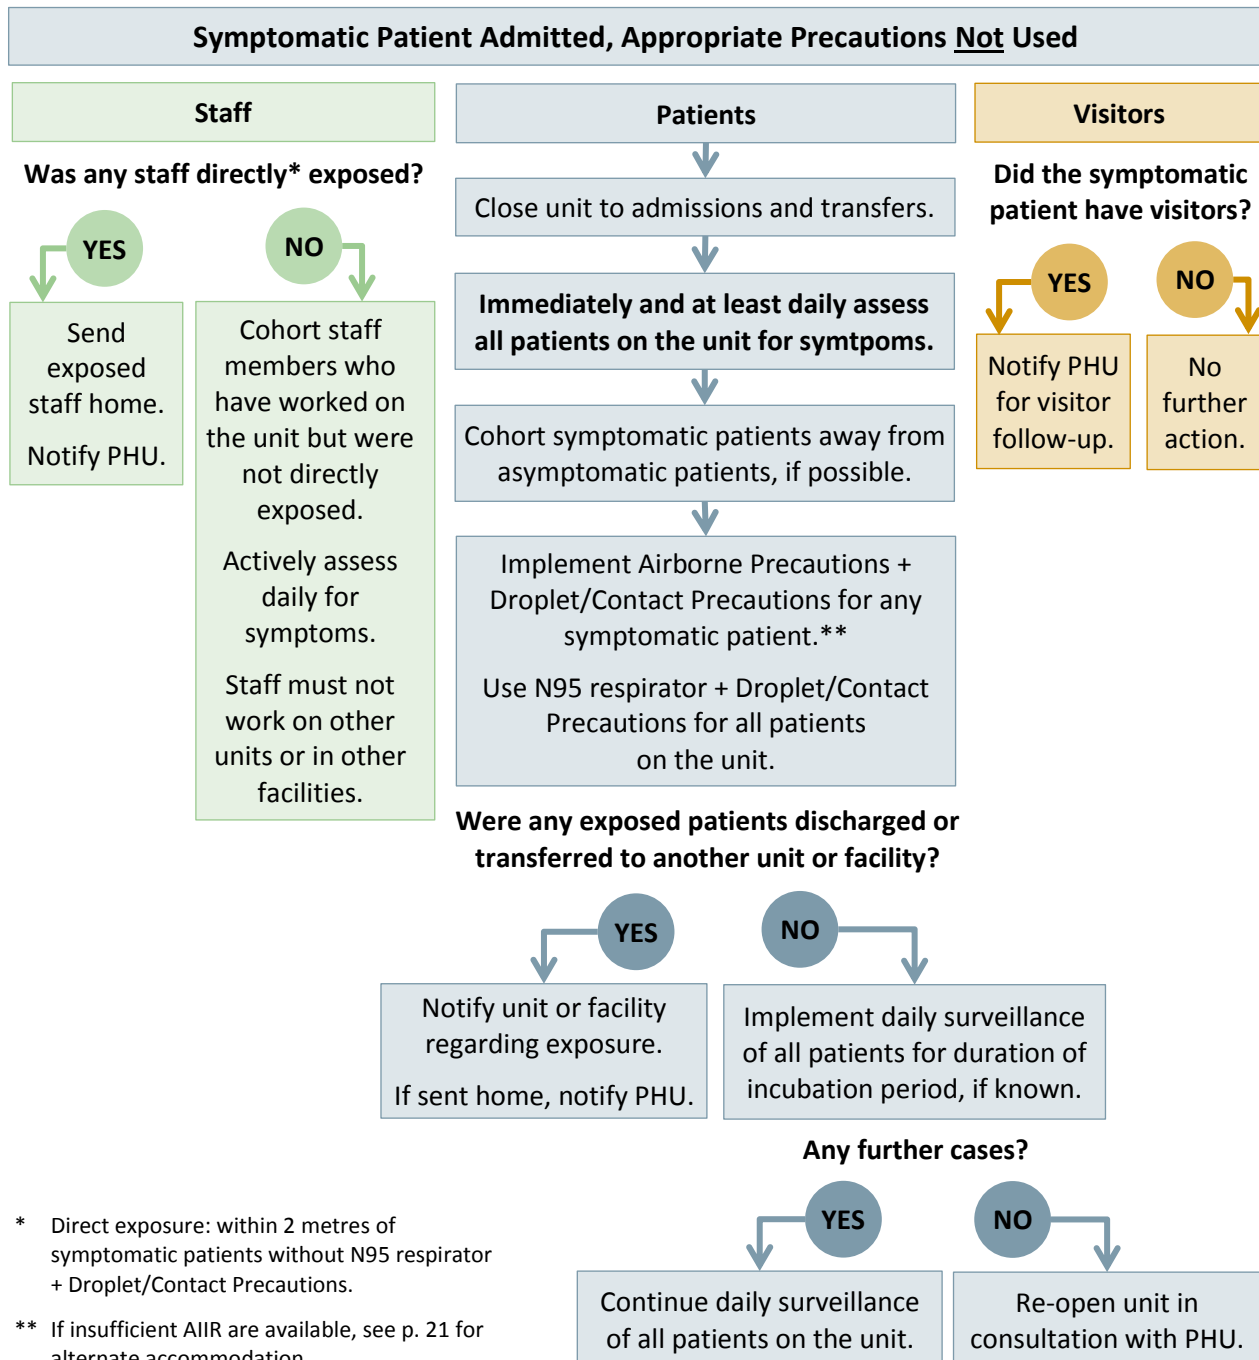 Symptomatic Patient Admitted, Appropriate Precautions Not Used
Staff
Was any staff directly* exposed?
YES
NO
Send
exposed
staff home.
Notify PHU.
Cohort staff
members who
have worked on
the unit but were
not directly
exposed.
Actively assess
daily for
symptoms.
Staff must not
work on other
units or in other
facilities.
Patients
Close unit to admissions and transfers.
Immediately and at least daily assess
all patients on the unit for symtpoms.
Cohort symptomatic patients away from
asymptomatic patients, if possible.
Implement Airborne Precautions +
Droplet/Contact Precautions for any
symptomatic patient.**
Use N95 respirator + Droplet/Contact
Precautions for all patients
on the unit.
Visitors
Did the symptomatic
patient have visitors?
YES
NO
Notify PHU
for visitor
follow-up.
No
further
action.
Were any exposed patients discharged or
transferred to another unit or facility?
YES
NO
Notify unit or facility
regarding exposure.
If sent home, notify PHU.
Implement daily surveillance
of all patients for duration of
incubation period, if known.
Any further cases?
YES
NO
Continue daily surveillance
of all patients on the unit.
Re-open unit in
consultation with PHU.
* Direct exposure: within 2 metres of
symptomatic patients without N95 respirator
+ Droplet/Contact Precautions.
** If insufficient AIIR are available, see p. 21 for
alternate accommodation